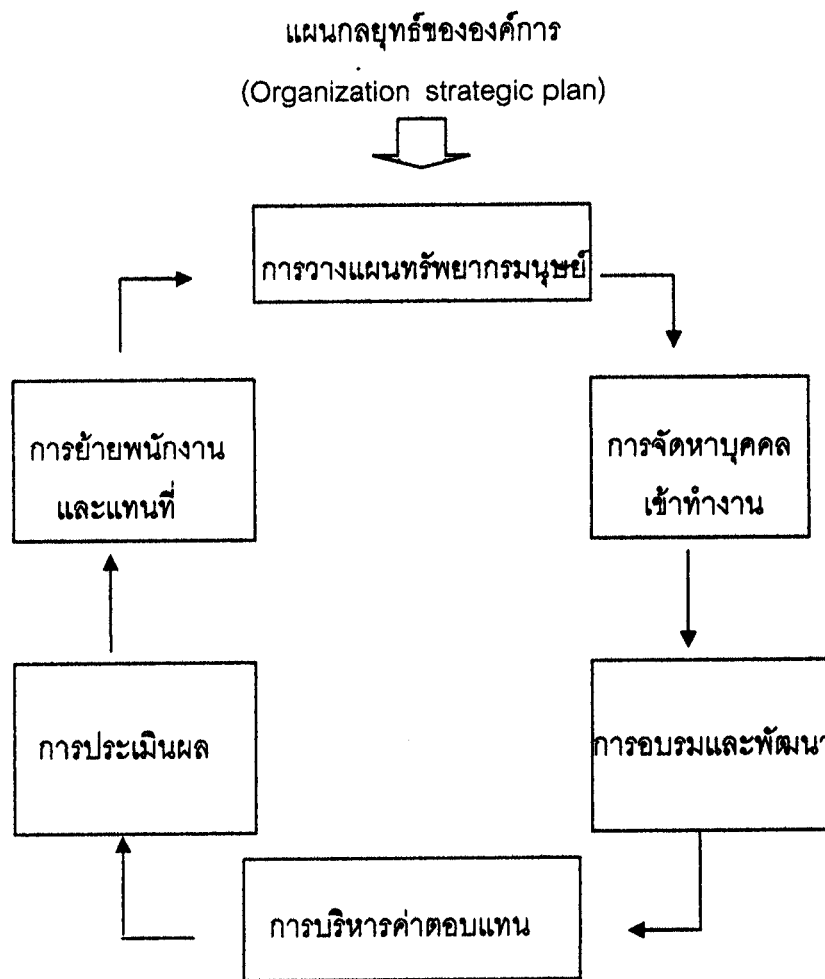 แผนกลยุทธ์ขององค์การ
(Organization strategic plan)
การวางแผนทรัพยากรมนุษย์
การจัดหาบุคคล
เข้าทำงาน
การอบรมและพัฒนา
การบริหารค่าตอบแทน
การประเมินผล
การย้ายพนักงาน
และแทนที่